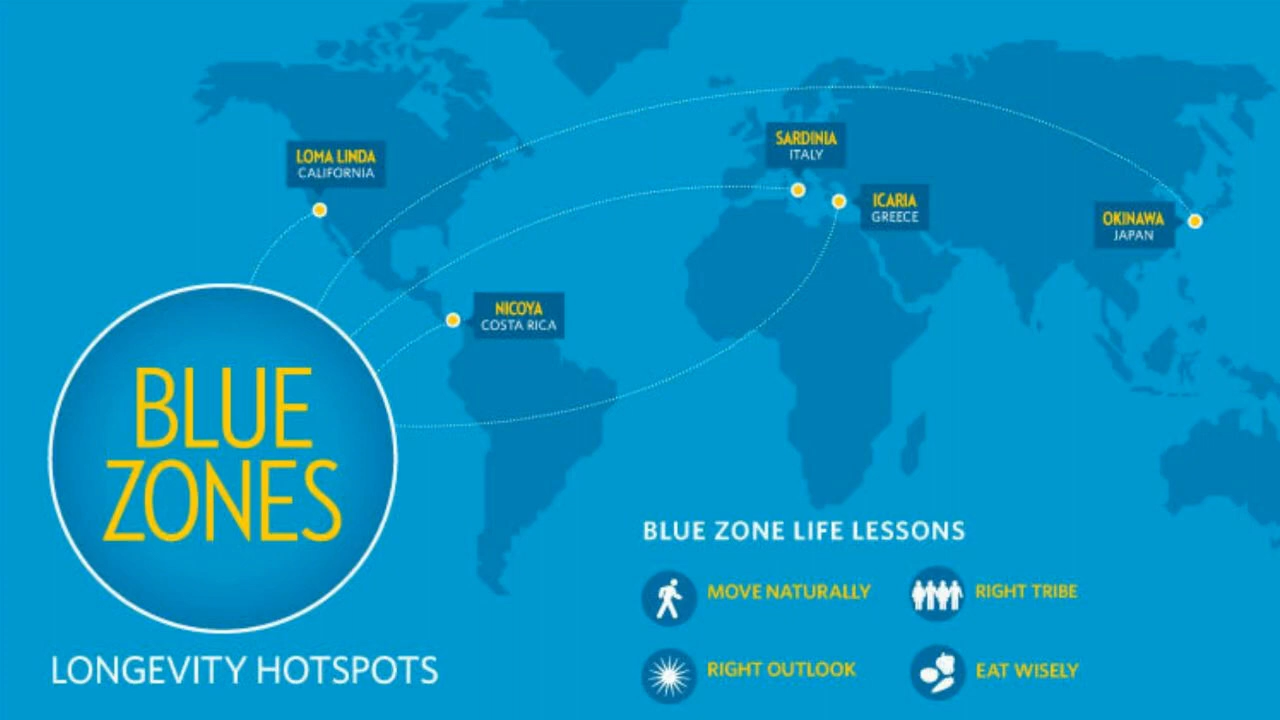 LOMA LINDA
CALIFORNIA
SARDINIA
ITALY
ICARIA
GREECE
OKINAWA
JAPAN
NICOYA
COSTA RICA
BLUE
ZONES
LONGEVITY HOTSPOTS
BLUE ZONE LIFE LESSONS
MOVE NATURALLY
RIGHT TRIBE
RIGHT OUTLOOK
EAT WISELY